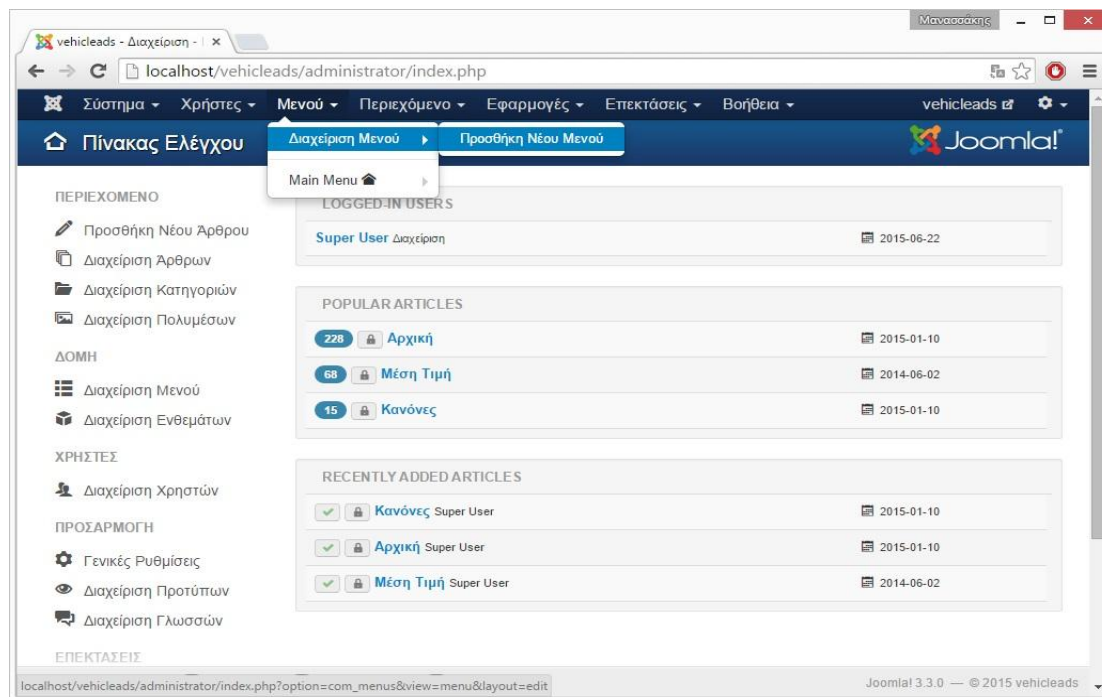 Μανασσάκης
vehicleads - Διαχείριση -
localhost/vehicleads/administrator/index.php
Σύστημα Χρήστες Μενού Περιεχόμενο Εφαρμογές Επεκτάσεις Βοήθεια vehicleads
Πίνακας Ελέγχου Διαχείριση Μενού Προσθήκη Νέου Μενού Joomla!
Main Menu
ΠΕΡΙΕΧΟΜΕΝΟ
Προσθήκη Νέου Άρθρου
Διαχείριση Άρθρων
Διαχείριση Κατηγοριών
Διαχείριση Πολυμέσων
ΔΟΜΗ
Διαχείριση Μενού
Διαχείριση Ενθεμάτων
ΧΡΗΣΤΕΣ
Διαχείριση Χρηστών
ΠΡΟΣΑΡΜΟΓΗ
Γενικές Ρυθμίσεις
Διαχείριση Προτύπων
Διαχείριση Γλωσσών
ΕΠΕΚΤΑΣΕΙΣ
LOGGED-IN USERS
Super User Διαχείριση 2015-06-22
POPULAR ARTICLES
228 Αρχική 2015-01-10
68 Μέση Τιμή 2014-06-02
15 Κανόνες 2015-01-10
RECENTLY ADDED ARTICLES
Κανόνες Super User 2015-01-10
Αρχική Super User 2015-01-10
Μέση Τιμή Super User 2014-06-02
localhost/vehicleads/administrator/index.php?option=com_menus&view=menu&layout=edit
Joomla! 3.3.0 — © 2015 vehicleads